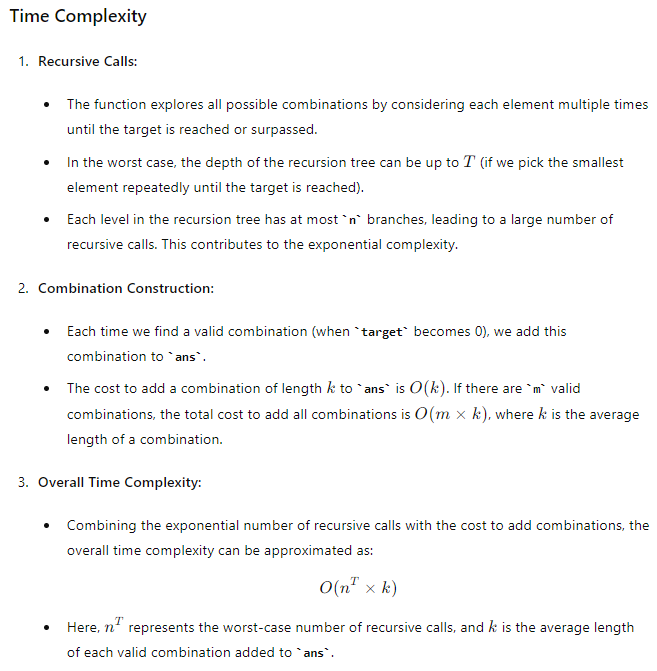 Time Complexity
1. Recursive Calls:
• The function explores all possible combinations by considering each element multiple times
until the target is reached or surpassed.
• In the worst case, the depth of the recursion tree can be up to T (if we pick the smallest
element repeatedly until the target is reached).
• Each level in the recursion tree has at most `n` branches, leading to a large number of
recursive calls. This contributes to the exponential complexity.
2. Combination Construction:
• Each time we find a valid combination (when `target` becomes 0), we add this
combination to `ans`.
• The cost to add a combination of length k to `ans` is O(k). If there are `m` valid
combinations, the total cost to add all combinations is O(m × k), where k is the average
length of a combination.
3. Overall Time Complexity:
• Combining the exponential number of recursive calls with the cost to add combinations, the
overall time complexity can be approximated as:
O(n^T × k)
• Here, n^T represents the worst-case number of recursive calls, and k is the average length
of each valid combination added to `ans`.